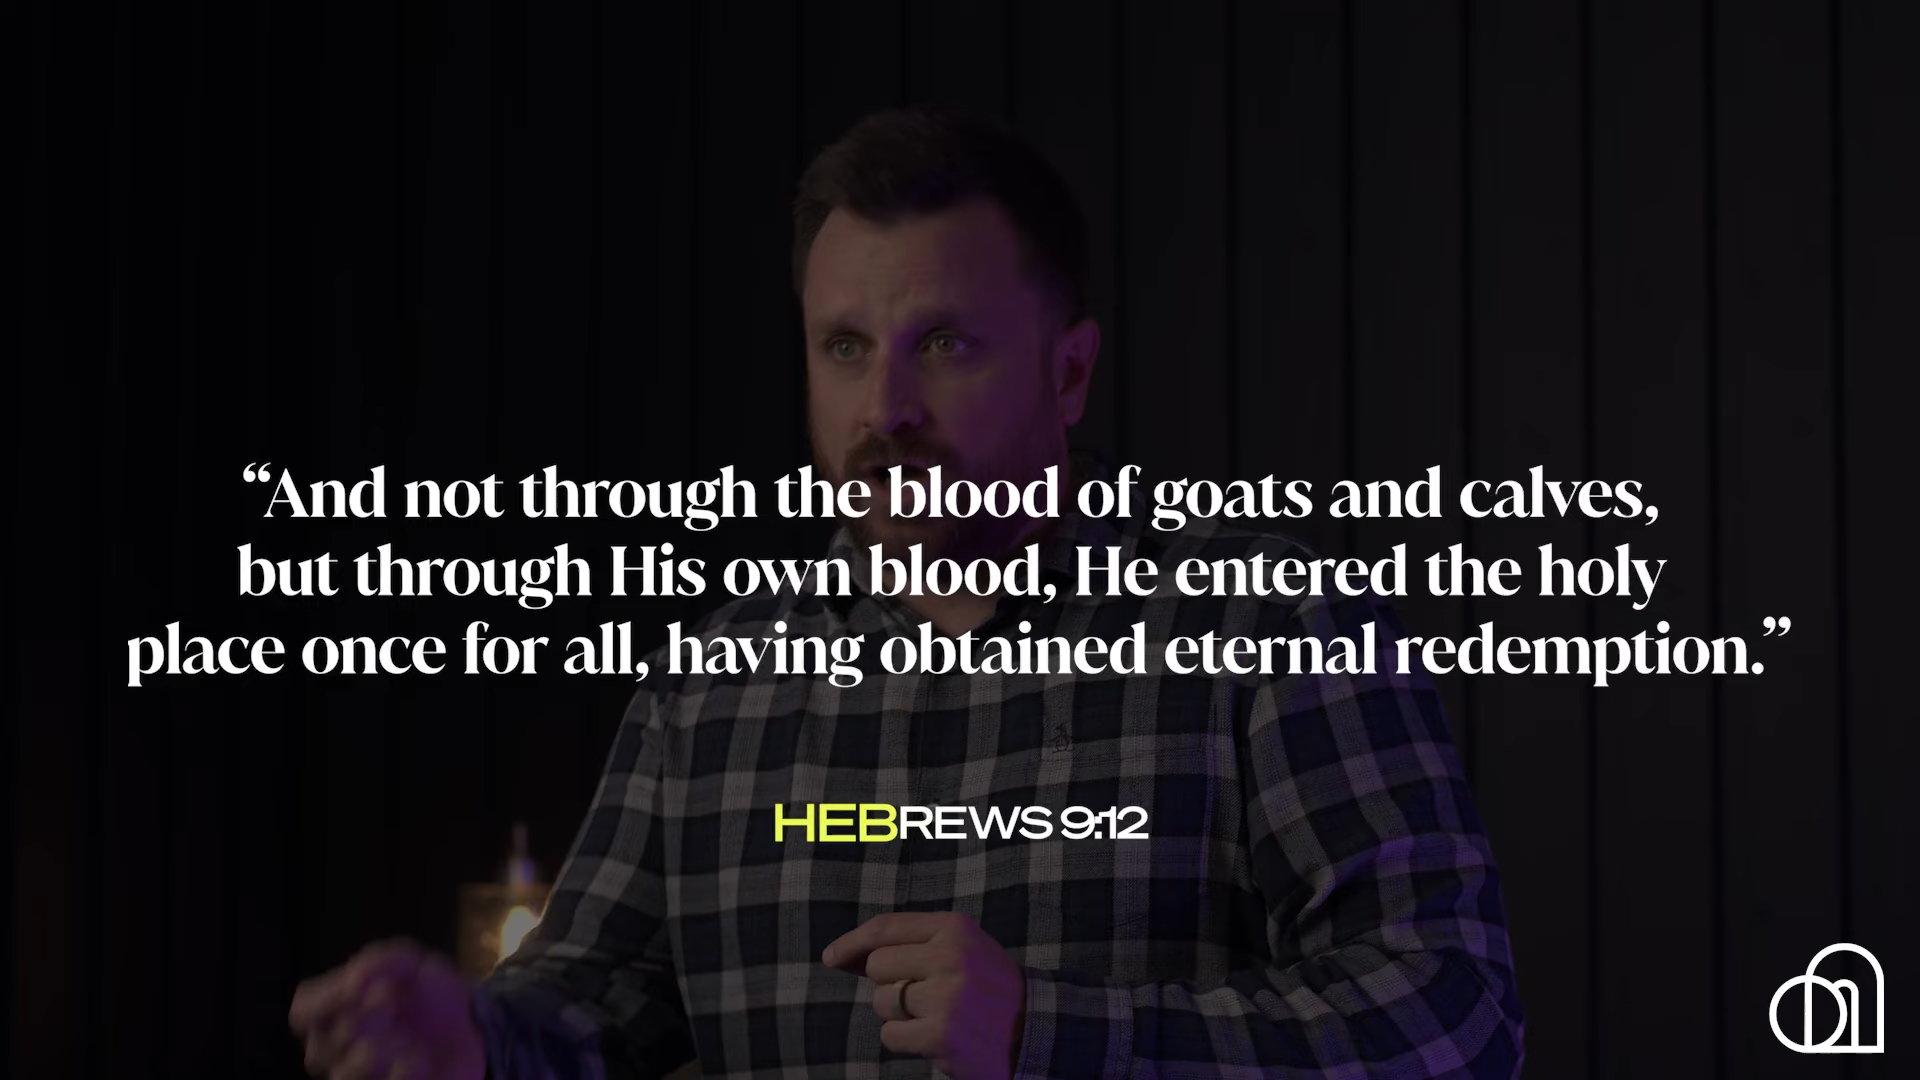 “And not through the blood of goats and calves,
but through His own blood, He entered the holy
place once for all, having obtained eternal redemption.”
HEBREWS 9:12